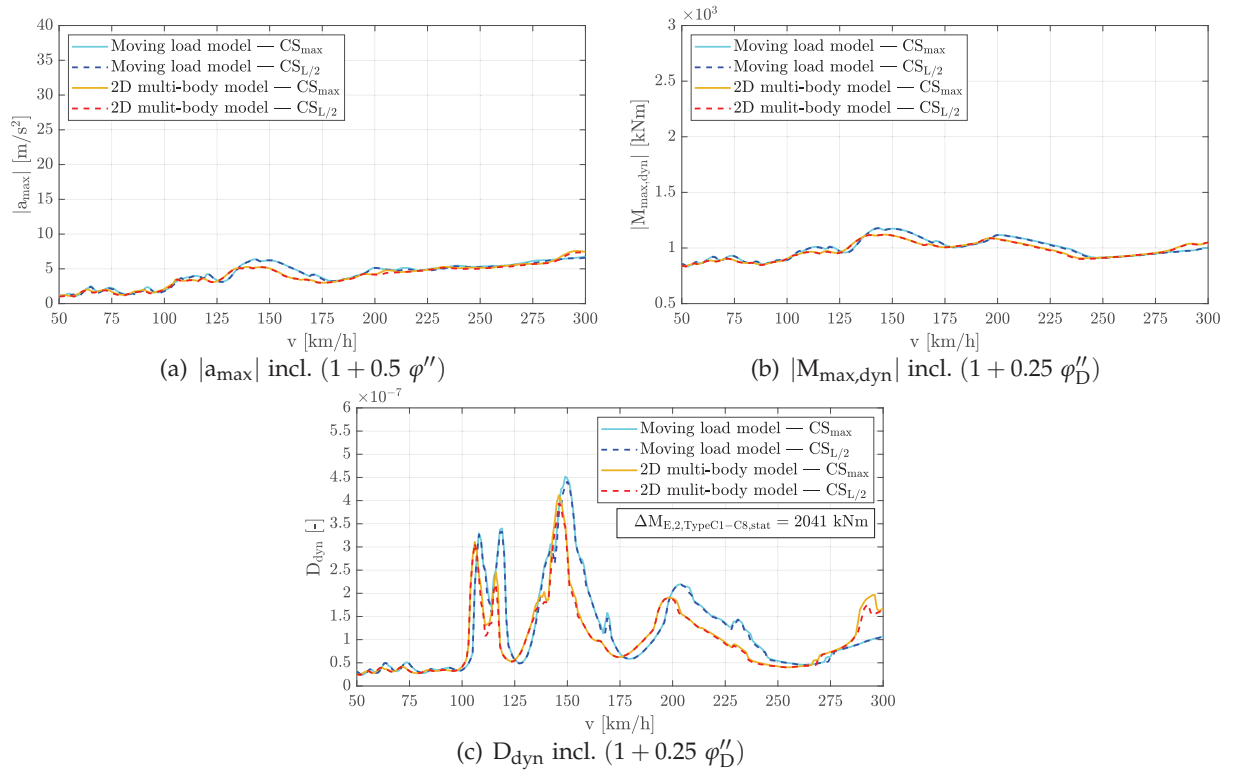 40
35
30
25
20
15
10
5
0
|a_max| [m/s²]
Moving load model — CS_max
Moving load model — CS_L/2
2D multi-body model — CS_max
2D mulit-body model — CS_L/2
50 75 100 125 150 175 200 225 250 275 300
v [km/h]
(a) |a_max| incl. (1 + 0.5 φ″)
×10³
3
2.5
2
1.5
1
0.5
|M_max,dyn| [kNm]
Moving load model — CS_max
Moving load model — CS_L/2
2D multi-body model — CS_max
2D mulit-body model — CS_L/2
50 75 100 125 150 175 200 225 250 275 300
v [km/h]
(b) |M_max,dyn| incl. (1 + 0.25 φ″_D)
×10⁻⁷
6
5.5
5
4.5
4
3.5
3
2.5
2
1.5
1
0.5
0
D_dyn [-]
Moving load model — CS_max
Moving load model — CS_L/2
2D multi-body model — CS_max
2D mulit-body model — CS_L/2
ΔM_E,2,TypeC1−C8,stat = 2041 kNm
50 75 100 125 150 175 200 225 250 275 300
v [km/h]
(c) D_dyn incl. (1 + 0.25 φ″_D)